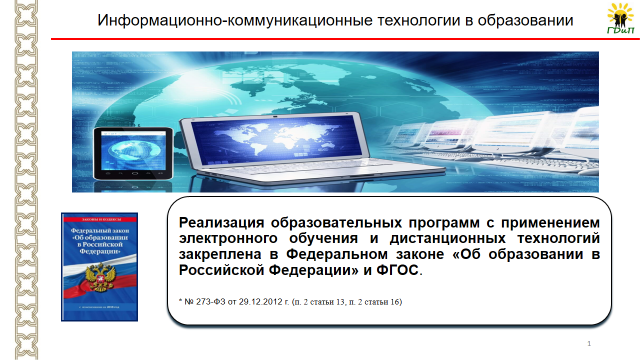 Информационно-коммуникационные технологии в образовании
ГДиП
Федеральный закон
«Об образовании
в Российской
Федерации»
Реализация образовательных программ с применением
электронного обучения и дистанционных технологий
закреплена в Федеральном законе «Об образовании в
Российской Федерации» и ФГОС.
* № 273-ФЗ от 29.12.2012 г. (п. 2 статьи 13, п. 2 статьи 16)
1